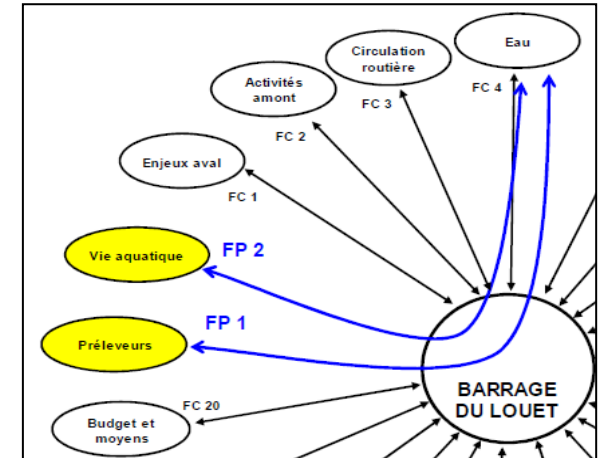 Eau
Circulation
routière
FC 4
Activités
amont
FC 3
FC 2
Enjeux aval
FC 1
Vie aquatique
FP 2
FP 1
Préleveurs
BARRAGE
DU LOUET
FC 20
Budget et
moyens